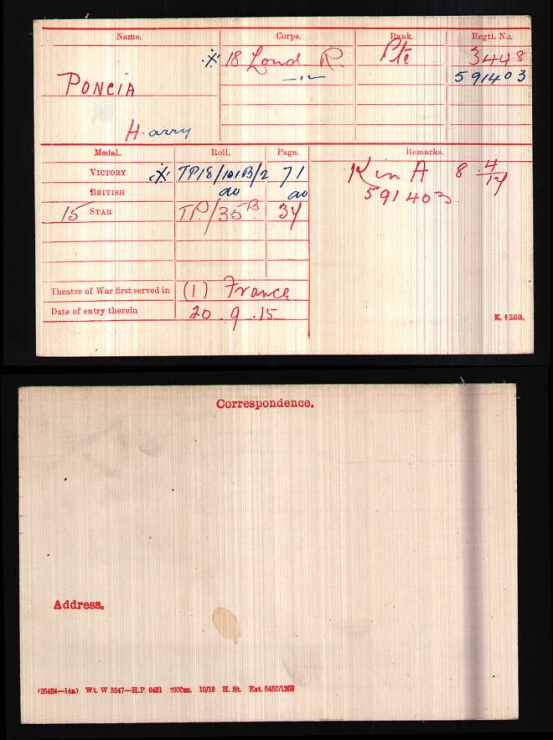 Name. Corps. Rank. Regtl. No.
※ 18 Lond R. Pte 3448
PONCIA —"— 591403
Harry
Medal. Roll. Page. Remarks.
VICTORY ※ TP/18/101B/2 71 K in A 8/4/17
BRITISH do do 591403
15 STAR TP/35B 34
Theatre of War first served in (1) France
Date of entry therein 20.9.15
K. 1380.
Correspondence.
Address.
H. St.